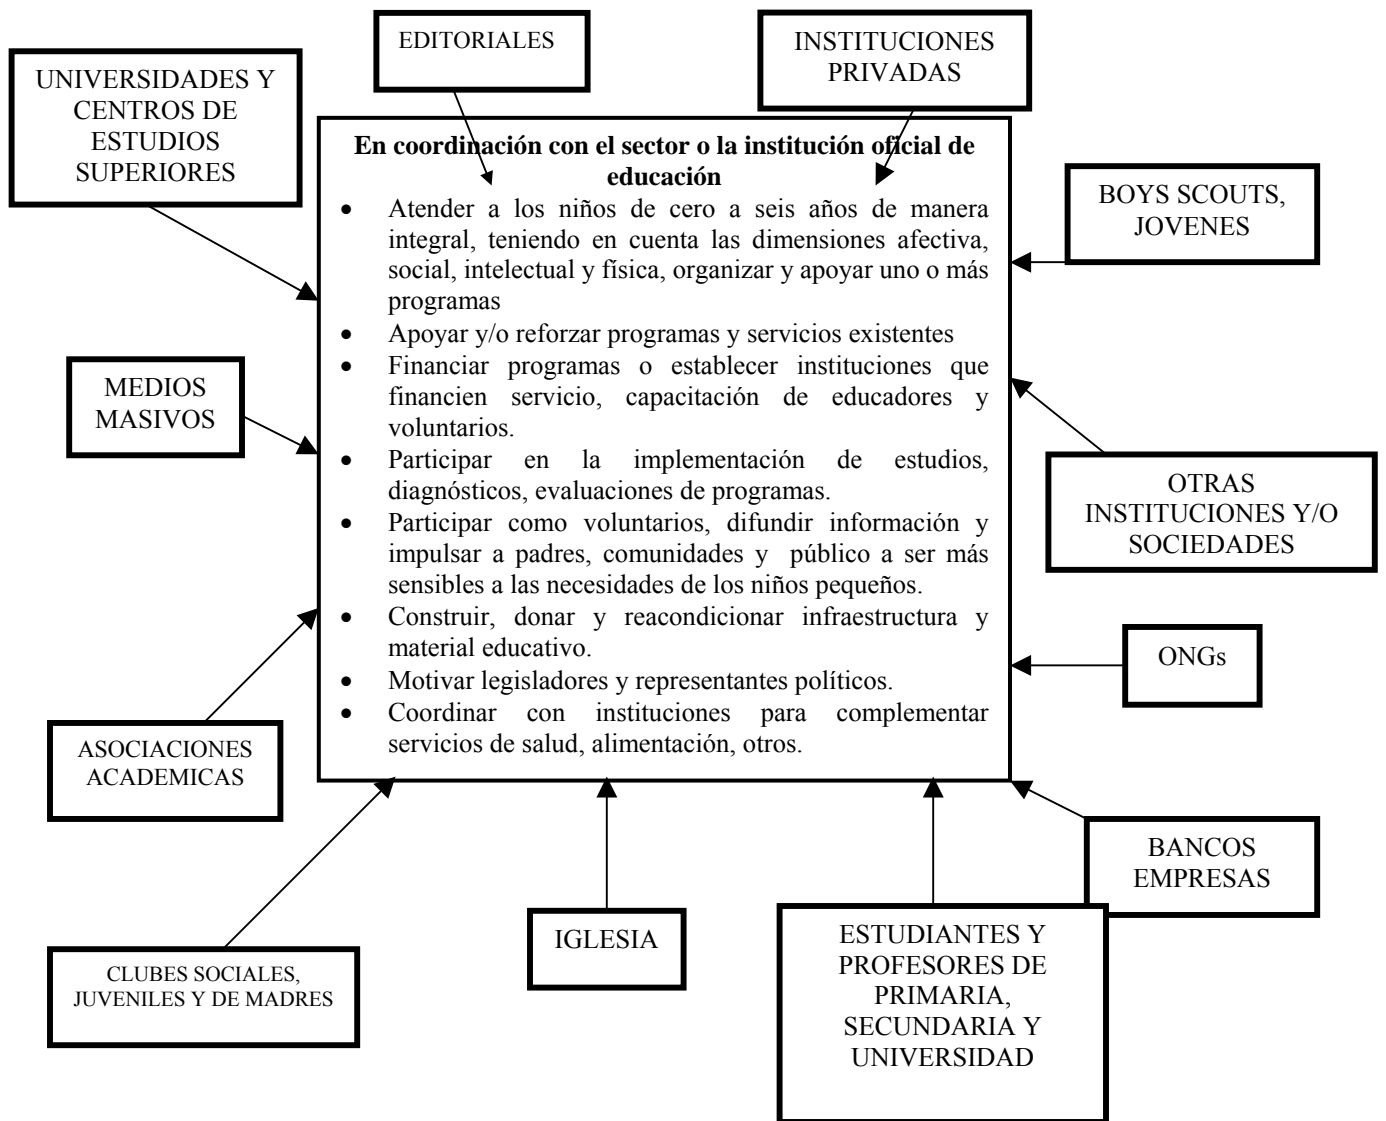 EDITORIALES
INSTITUCIONES
PRIVADAS
UNIVERSIDADES Y
CENTROS DE
ESTUDIOS
SUPERIORES
En coordinación con el sector o la institución oficial de
educación
• Atender a los niños de cero a seis años de manera
integral, teniendo en cuenta las dimensiones afectiva,
social, intelectual y física, organizar y apoyar uno o más
programas
• Apoyar y/o reforzar programas y servicios existentes
• Financiar programas o establecer instituciones que
financien servicio, capacitación de educadores y
voluntarios.
• Participar en la implementación de estudios,
diagnósticos, evaluaciones de programas.
• Participar como voluntarios, difundir información y
impulsar a padres, comunidades y público a ser más
sensibles a las necesidades de los niños pequeños.
• Construir, donar y reacondicionar infraestructura y
material educativo.
• Motivar legisladores y representantes políticos.
• Coordinar con instituciones para complementar
servicios de salud, alimentación, otros.
BOYS SCOUTS,
JOVENES
MEDIOS
MASIVOS
OTRAS
INSTITUCIONES Y/O
SOCIEDADES
ONGs
ASOCIACIONES
ACADEMICAS
BANCOS
EMPRESAS
CLUBES SOCIALES,
JUVENILES Y DE MADRES
IGLESIA
ESTUDIANTES Y
PROFESORES DE
PRIMARIA,
SECUNDARIA Y
UNIVERSIDAD